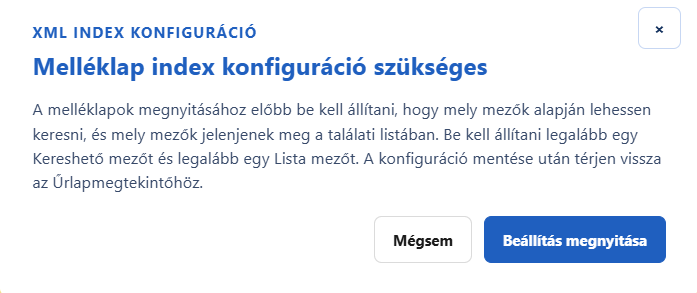 XML INDEX KONFIGURÁCIÓ
×
Melléklap index konfiguráció szükséges
A melléklapok megnyitásához előbb be kell állítani, hogy mely mezők alapján lehessen
keresni, és mely mezők jelenjenek meg a találati listában. Be kell állítani legalább egy
Kereshető mezőt és legalább egy Lista mezőt. A konfiguráció mentése után térjen vissza
az Űrlapmegtekintőhöz.
Mégsem
Beállítás megnyitása